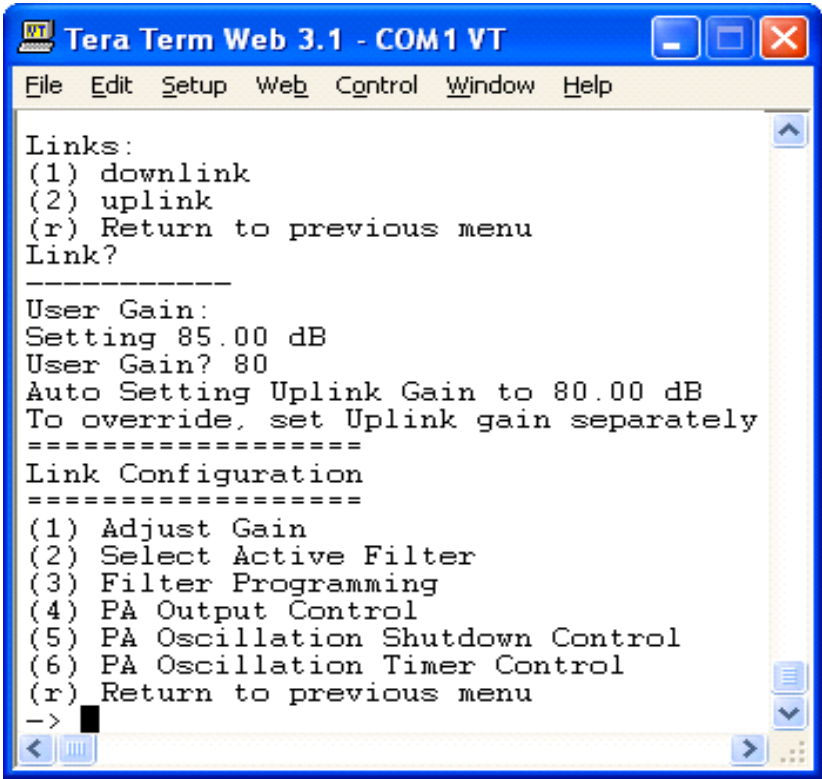 Tera Term Web 3.1 - COM1 VT
File Edit Setup Web Control Window Help
Links:
(1) downlink
(2) uplink
(r) Return to previous menu
Link?
-----------
User Gain:
Setting 85.00 dB
User Gain? 80
Auto Setting Uplink Gain to 80.00 dB
To override, set Uplink gain separately
==================
Link Configuration
==================
(1) Adjust Gain
(2) Select Active Filter
(3) Filter Programming
(4) PA Output Control
(5) PA Oscillation Shutdown Control
(6) PA Oscillation Timer Control
(r) Return to previous menu
->